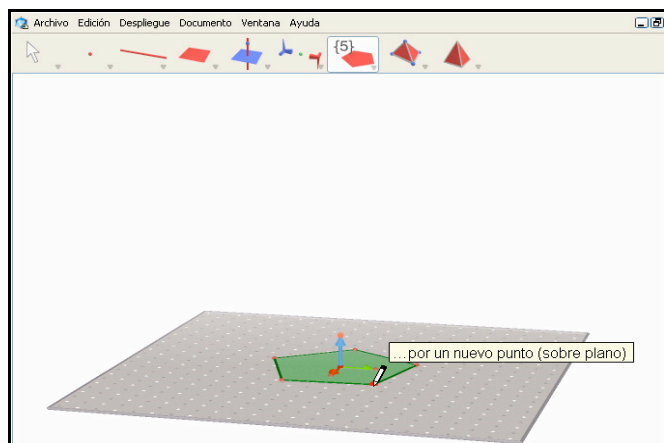 Archivo Edición Despliegue Documento Ventana Ayuda
{5}
...por un nuevo punto (sobre plano)